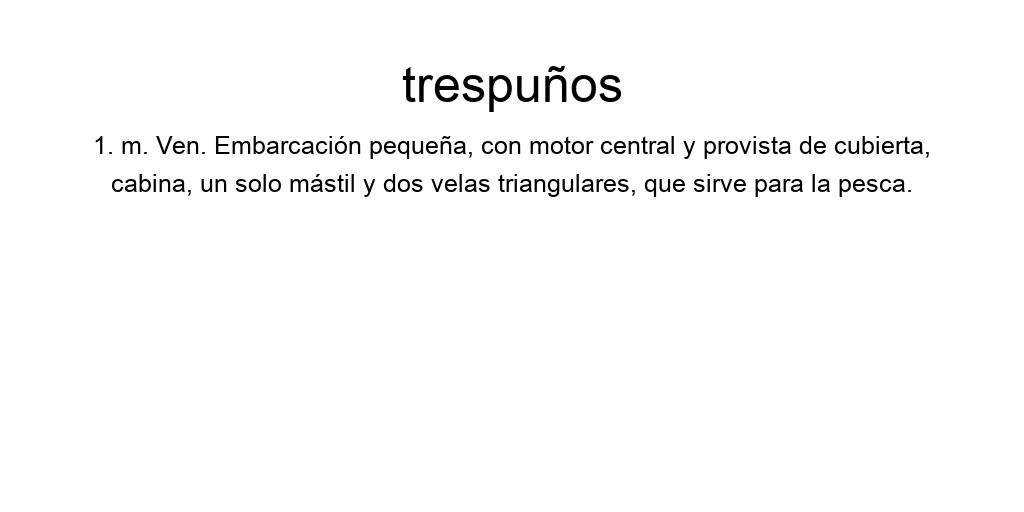 trespuños
1. m. Ven. Embarcación pequeña, con motor central y provista de cubierta,
cabina, un solo mástil y dos velas triangulares, que sirve para la pesca.